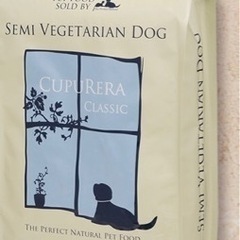 SOLD BY
SEMI VEGETARIAN DOG
CUPURERA
CLASSIC
THE PERFECT NATURAL PET FOOD
SEMI VEGETARIAN DOG